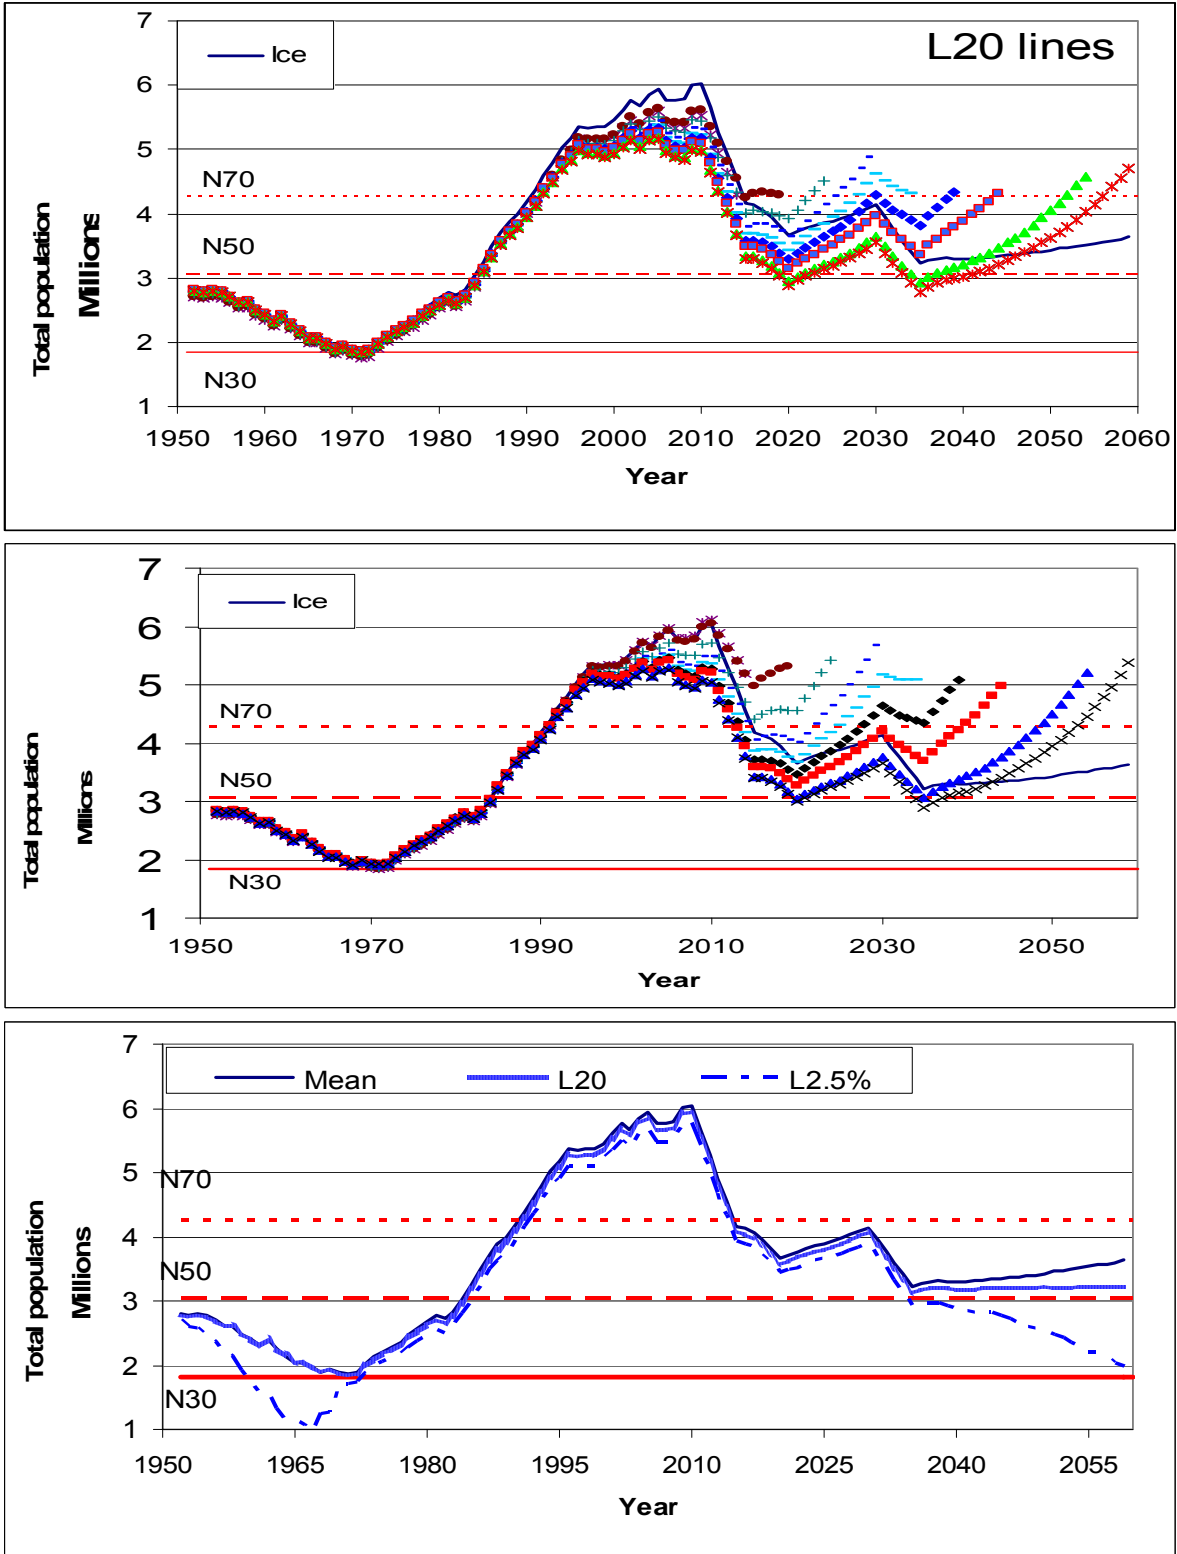 7
L20 lines
Ice
6
5
N70
4
N50
3
2
N30
1
1950 1960 1970 1980 1990 2000 2010 2020 2030 2040 2050 2060
Year
Total population
Millions
7
Ice
6
5
N70
4
N50
3
2
N30
1
1950 1970 1990 2010 2030 2050
Year
Total population
Millions
7
Mean L20 L2.5%
6
5
N70
4
N50
3
2
N30
1
1950 1965 1980 1995 2010 2025 2040 2055
Year
Total population
Millions